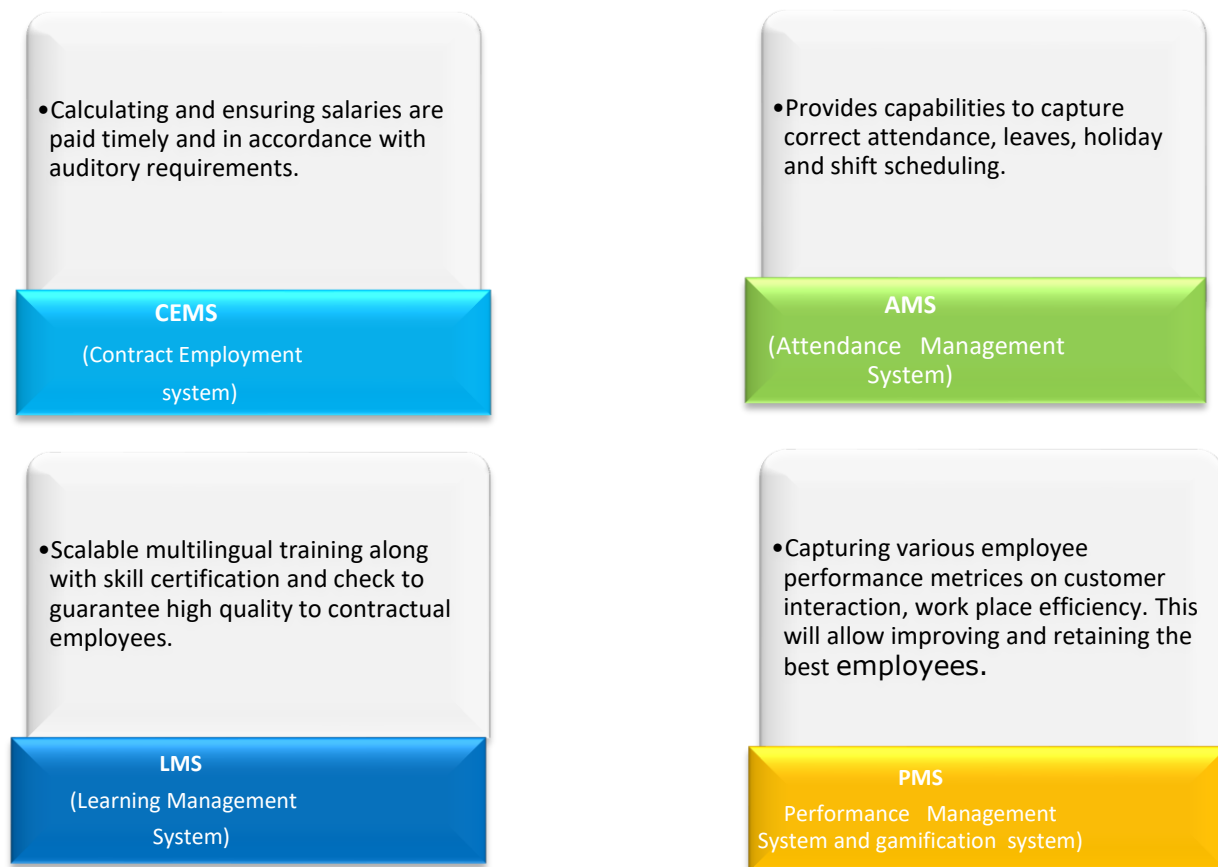 •Calculating and ensuring salaries are
paid timely and in accordance with
auditory requirements.
CEMS
(Contract Employment
system)
•Provides capabilities to capture
correct attendance, leaves, holiday
and shift scheduling.
AMS
(Attendance Management
System)
•Scalable multilingual training along
with skill certification and check to
guarantee high quality to contractual
employees.
LMS
(Learning Management
System)
•Capturing various employee
performance metrices on customer
interaction, work place efficiency. This
will allow improving and retaining the
best employees.
PMS
Performance Management
System and gamification system)